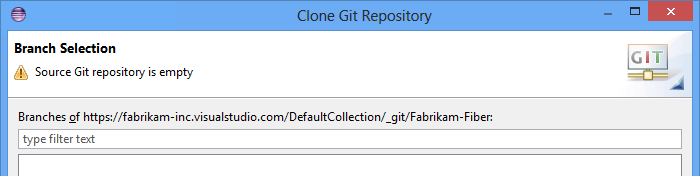 Clone Git Repository
Branch Selection
Source Git repository is empty
GIT
Branches of https://fabrikam-inc.visualstudio.com/DefaultCollection/_git/Fabrikam-Fiber:
type filter text